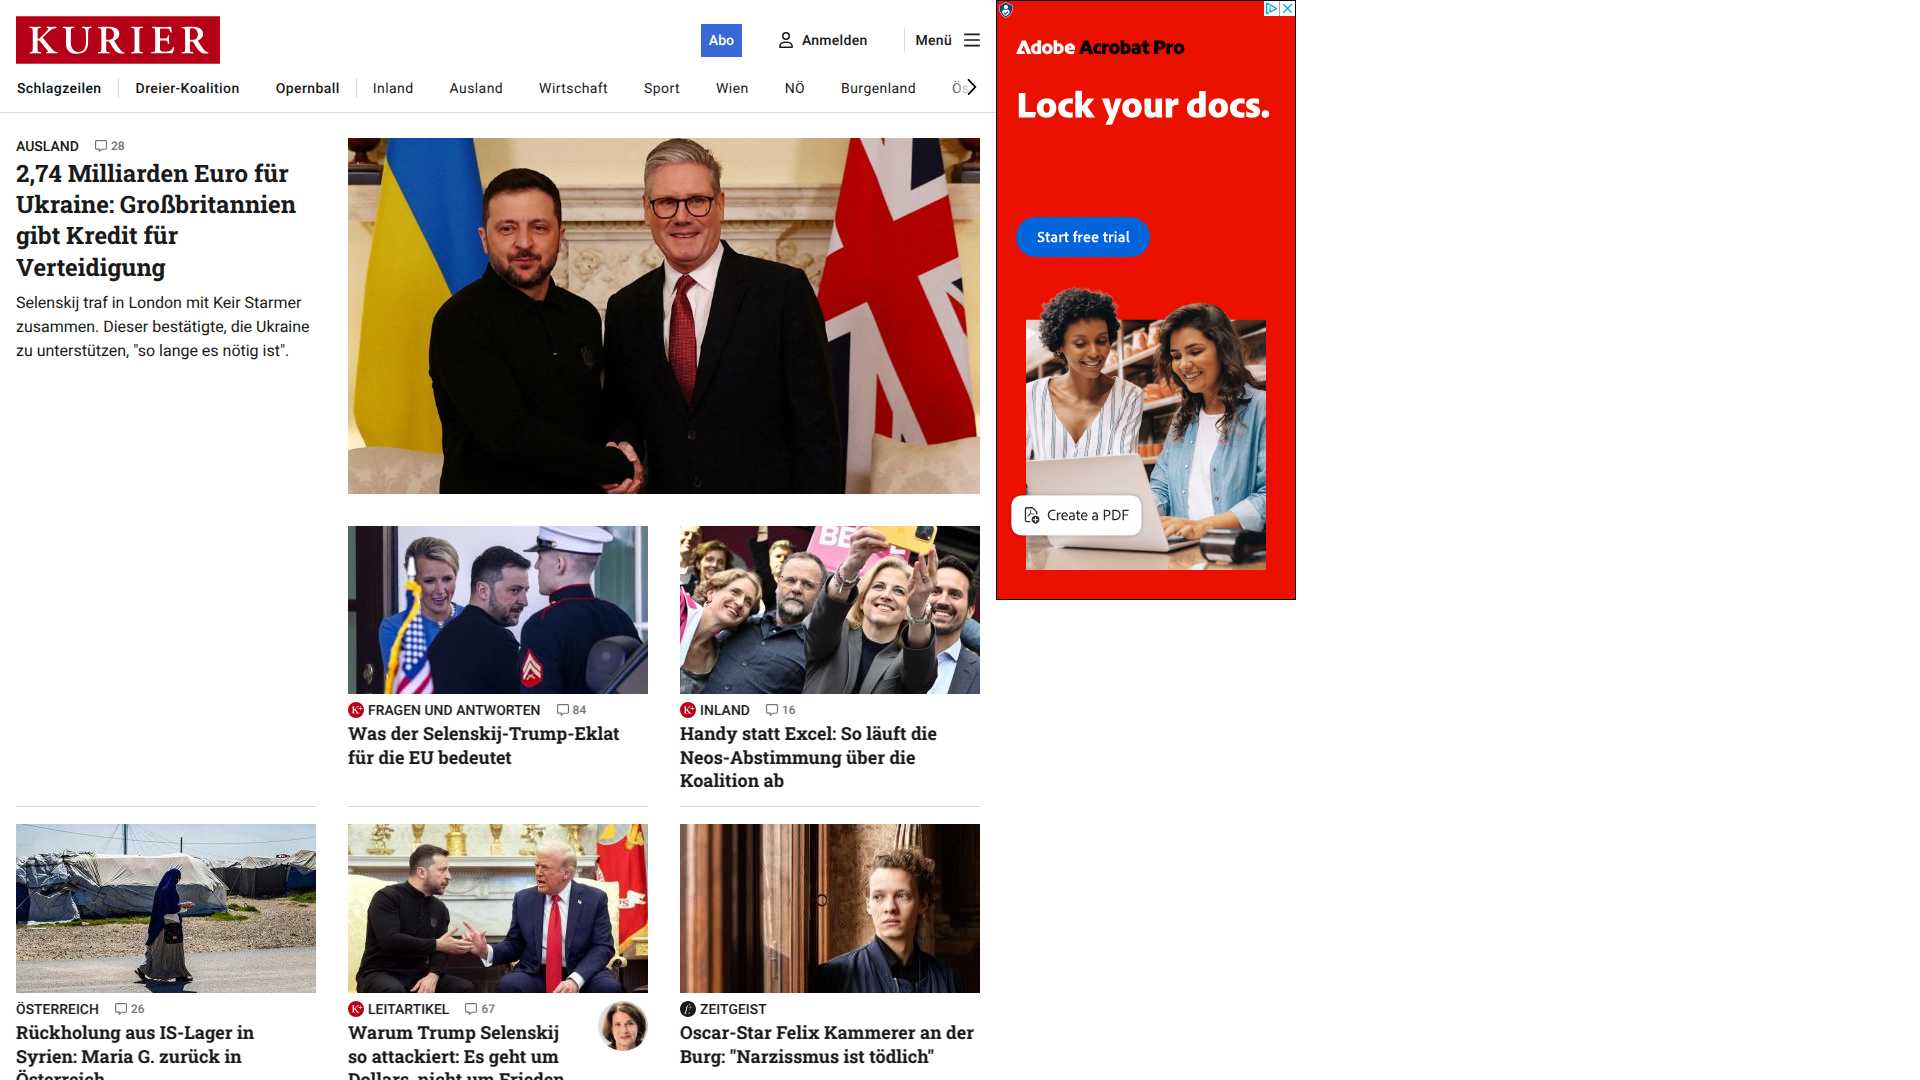 KURIER
Abo
Anmelden
Menü
Schlagzeilen
Dreier-Koalition
Opernball
Inland
Ausland
Wirtschaft
Sport
Wien
NÖ
Burgenland
AUSLAND 28
2,74 Milliarden Euro für
Ukraine: Großbritannien
gibt Kredit für
Verteidigung
Selenskij traf in London mit Keir Starmer
zusammen. Dieser bestätigte, die Ukraine
zu unterstützen, "so lange es nötig ist".
K+ FRAGEN UND ANTWORTEN 84
Was der Selenskij-Trump-Eklat
für die EU bedeutet
K+ INLAND 16
Handy statt Excel: So läuft die
Neos-Abstimmung über die
Koalition ab
ÖSTERREICH 26
Rückholung aus IS-Lager in
Syrien: Maria G. zurück in
Österreich
K+ LEITARTIKEL 67
Warum Trump Selenskij
so attackiert: Es geht um
Dollars, nicht um Frieden
ZEITGEIST
Oscar-Star Felix Kammerer an der
Burg: "Narzissmus ist tödlich"
Adobe Acrobat Pro
Lock your docs.
Start free trial
Create a PDF